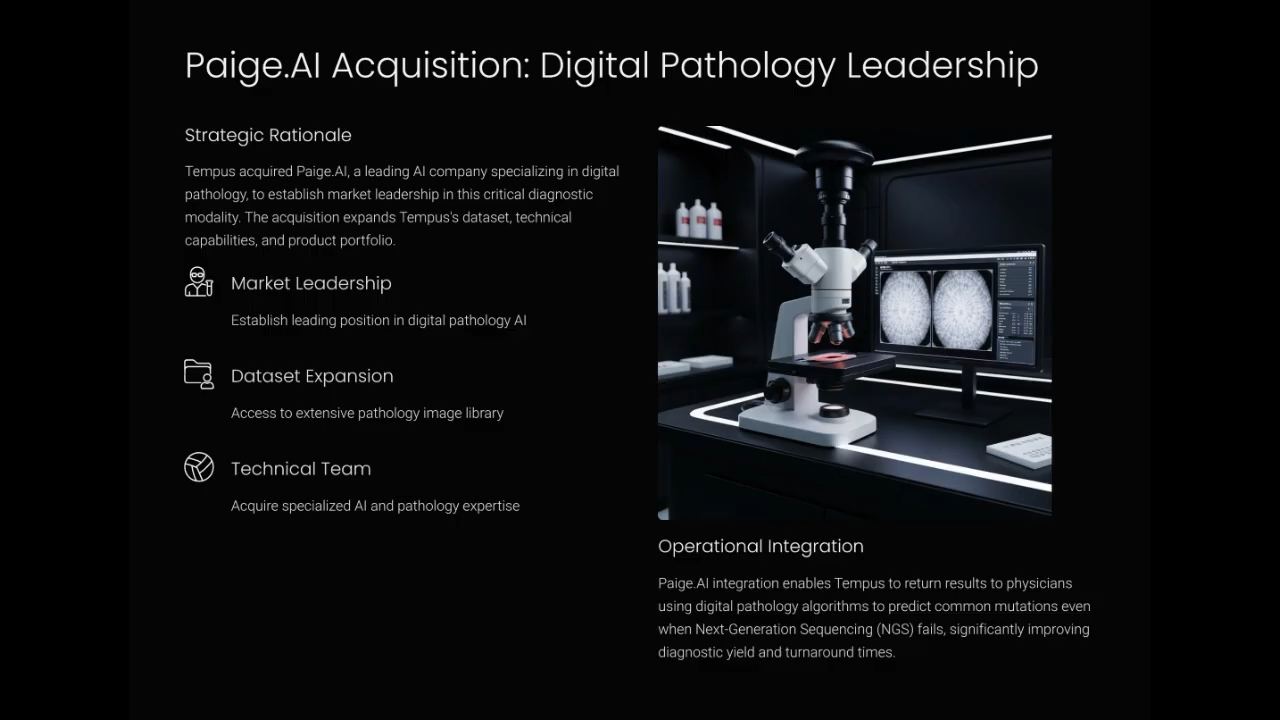 Paige.AI Acquisition: Digital Pathology Leadership
Strategic Rationale
Tempus acquired Paige.AI, a leading AI company specializing in digital
pathology, to establish market leadership in this critical diagnostic
modality. The acquisition expands Tempus's dataset, technical
capabilities, and product portfolio.
Market Leadership
Establish leading position in digital pathology AI
Dataset Expansion
Access to extensive pathology image library
Technical Team
Acquire specialized AI and pathology expertise
Operational Integration
Paige.AI integration enables Tempus to return results to physicians
using digital pathology algorithms to predict common mutations even
when Next-Generation Sequencing (NGS) fails, significantly improving
diagnostic yield and turnaround times.